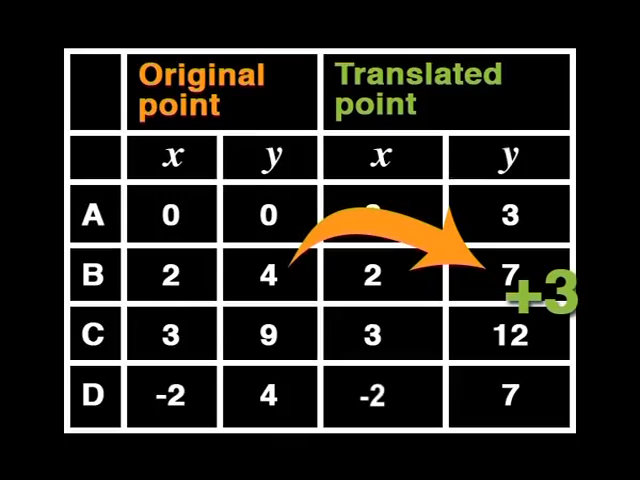 Original point Translated point
x y x y
A 0 0 3
B 2 4 2 7
+3
C 3 9 3 12
D -2 4 -2 7